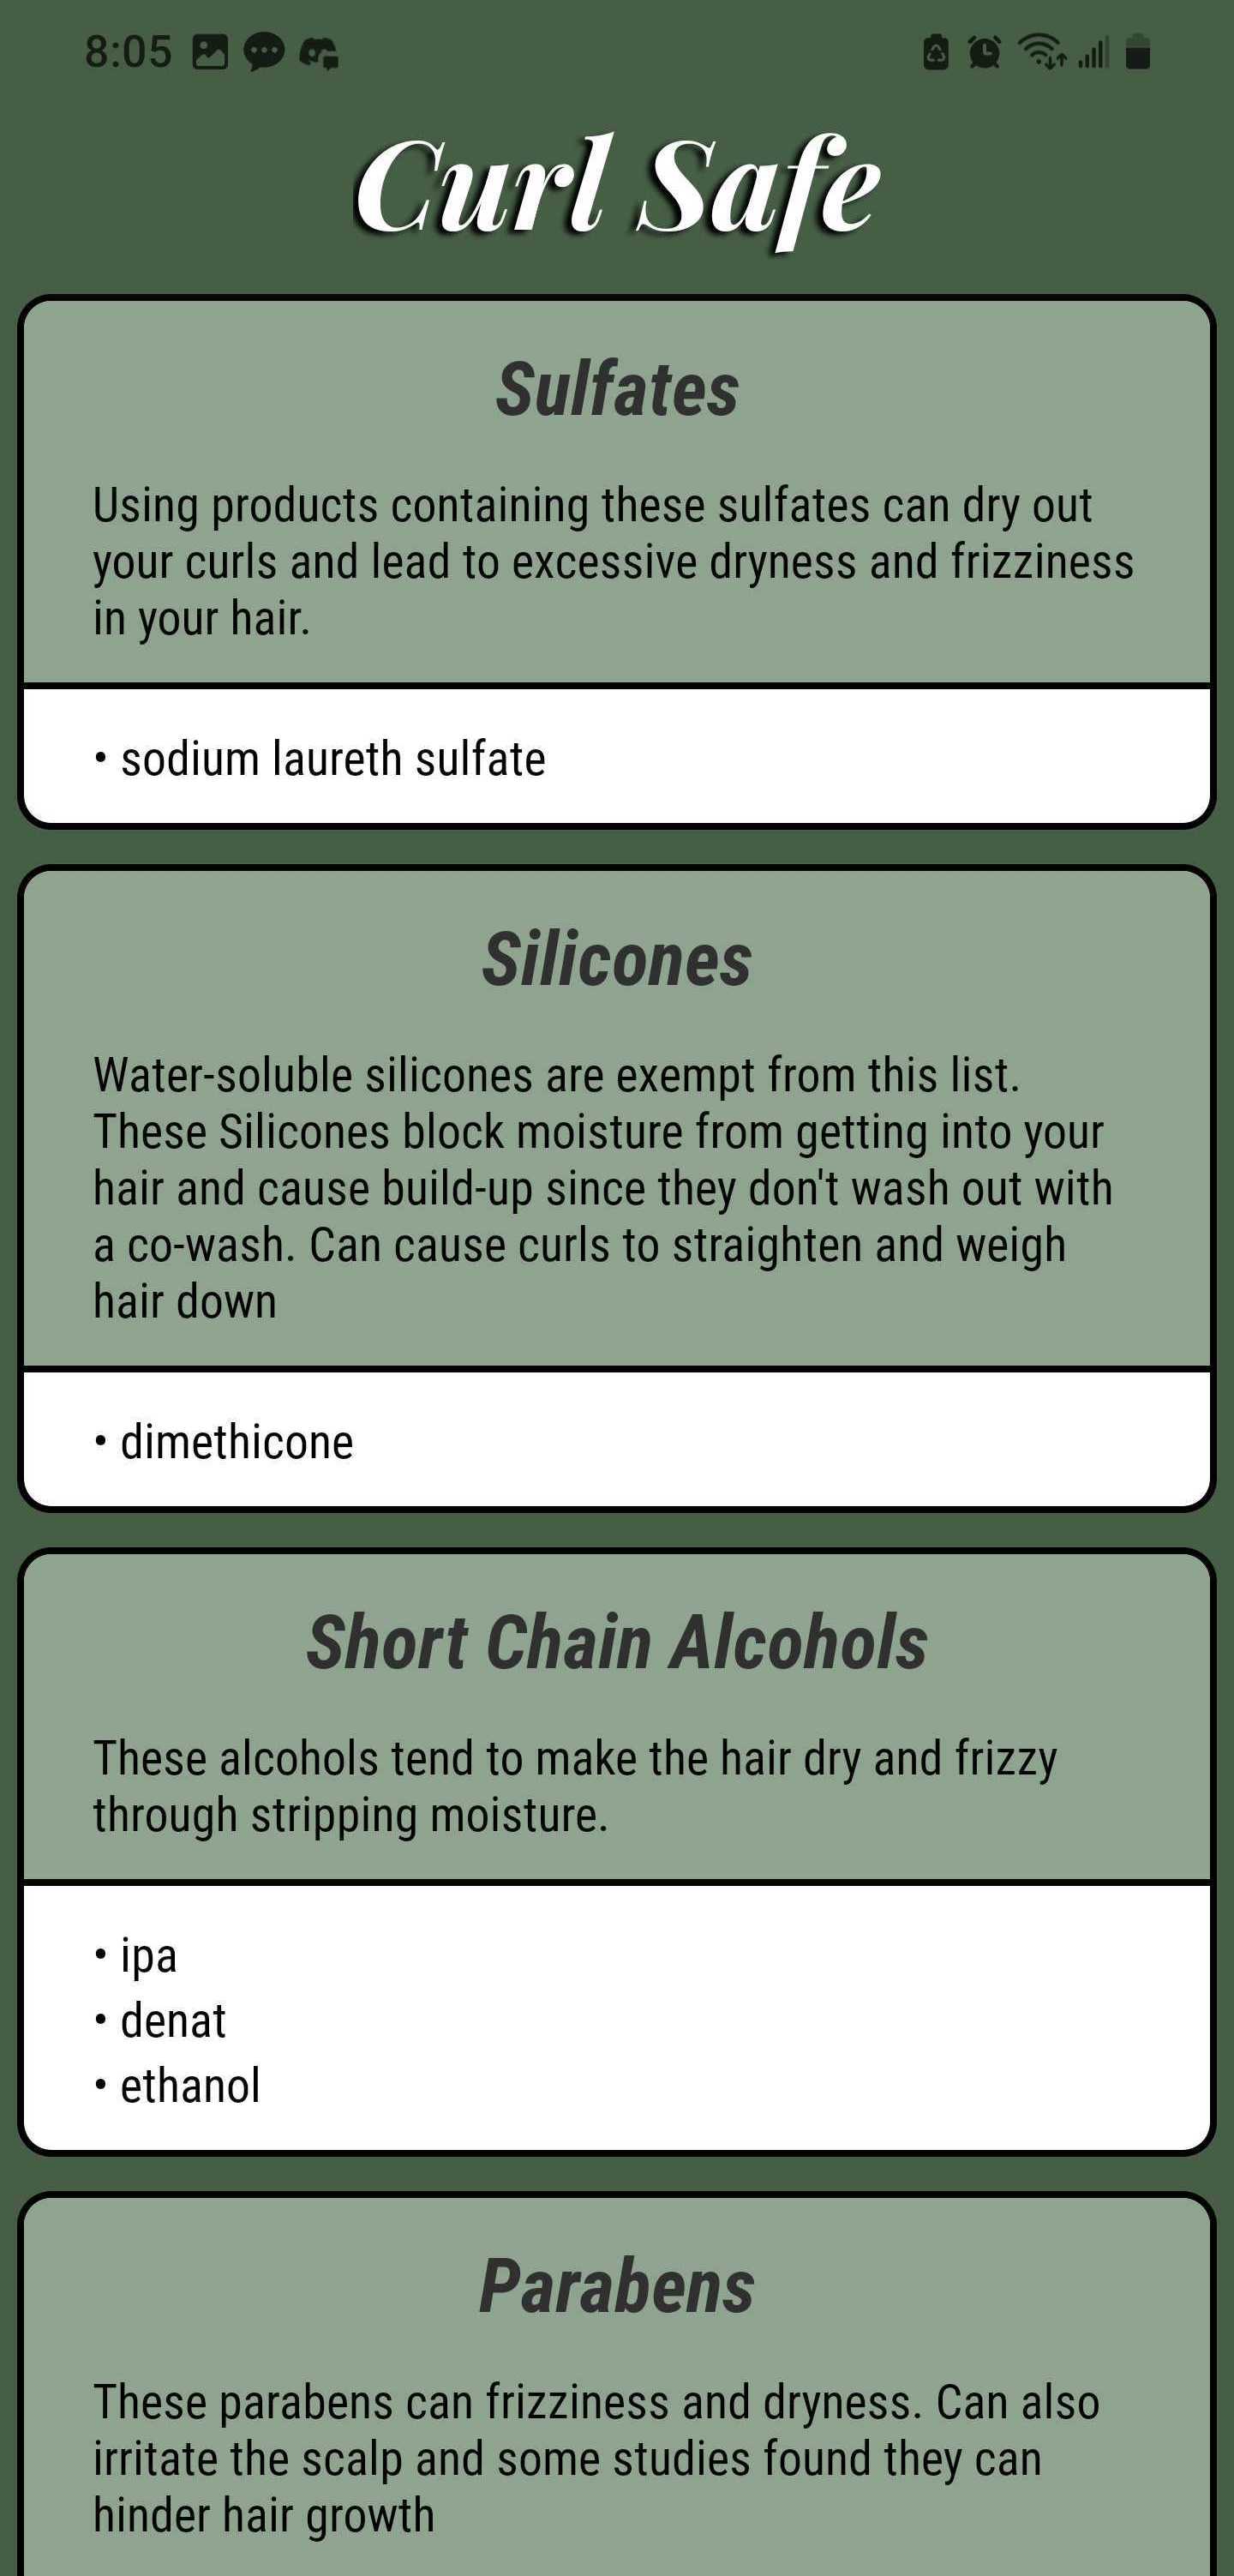 8:05
Curl Safe
Sulfates
Using products containing these sulfates can dry out
your curls and lead to excessive dryness and frizziness
in your hair.
• sodium laureth sulfate
Silicones
Water-soluble silicones are exempt from this list.
These Silicones block moisture from getting into your
hair and cause build-up since they don't wash out with
a co-wash. Can cause curls to straighten and weigh
hair down
• dimethicone
Short Chain Alcohols
These alcohols tend to make the hair dry and frizzy
through stripping moisture.
• ipa
• denat
• ethanol
Parabens
These parabens can frizziness and dryness. Can also
irritate the scalp and some studies found they can
hinder hair growth